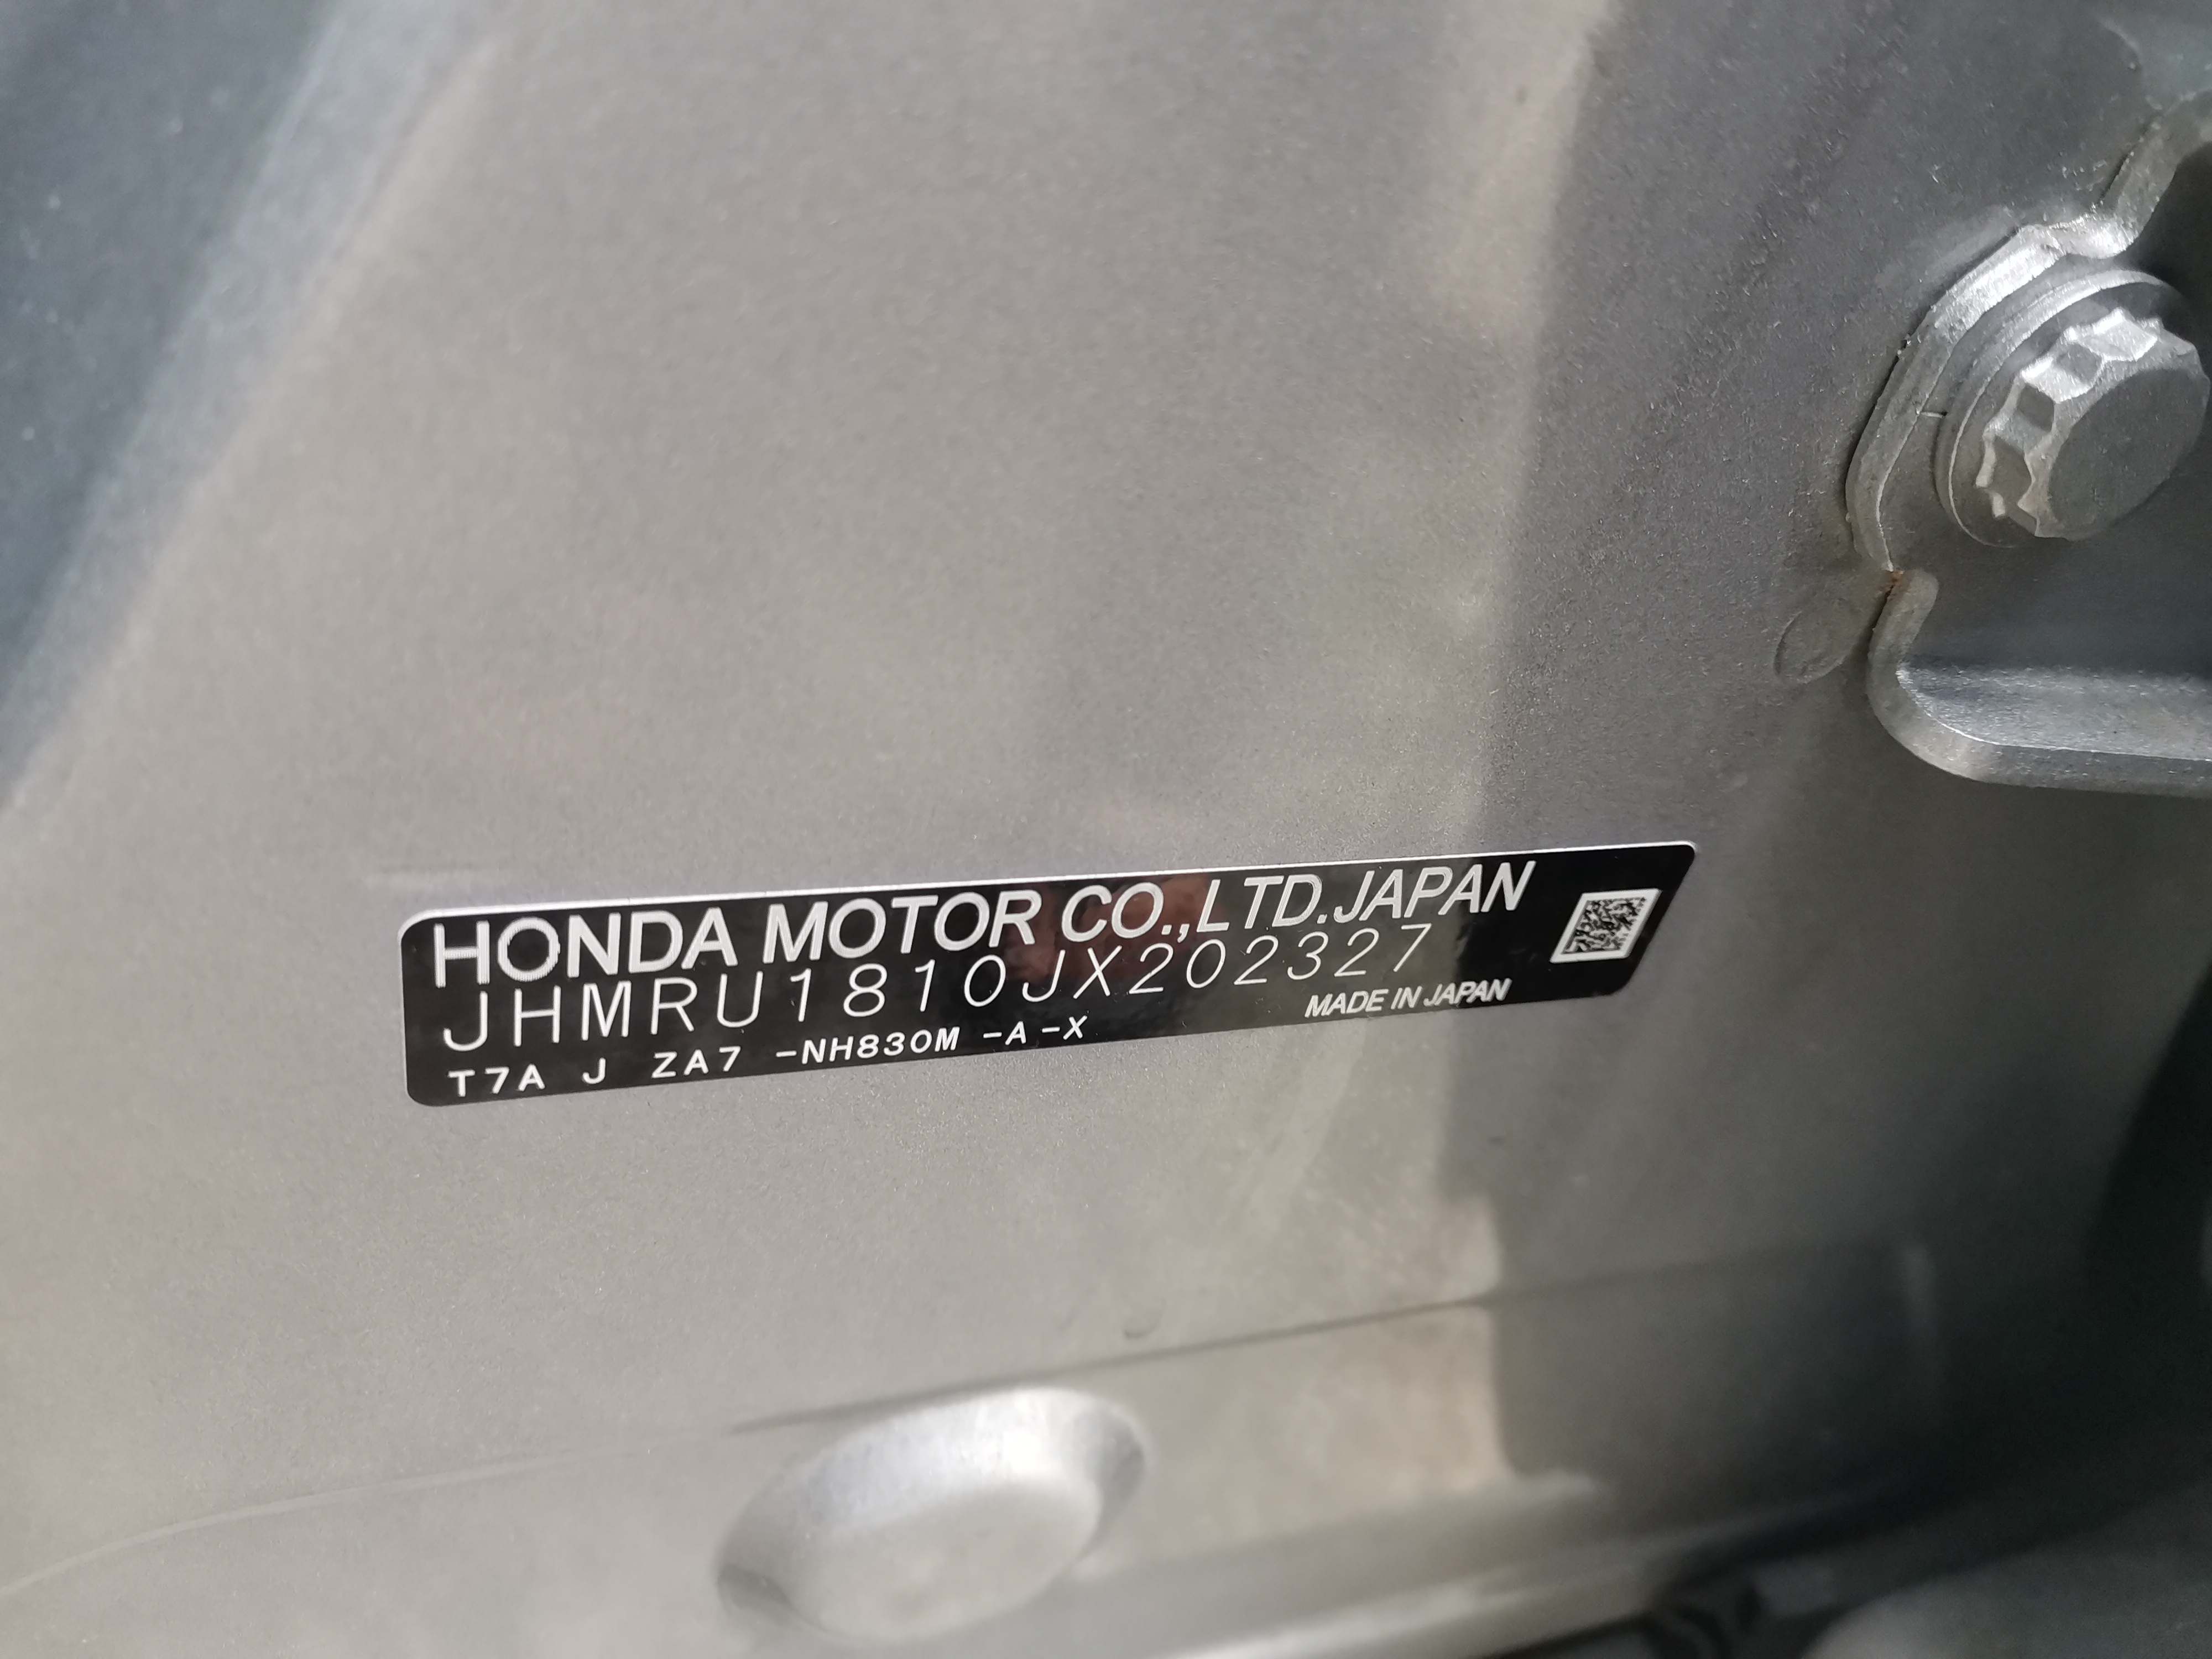 HONDA MOTOR CO.,LTD.JAPAN
JHMRU1810JX202327
MADE IN JAPAN
T7A J ZA7 -NH830M -A -X